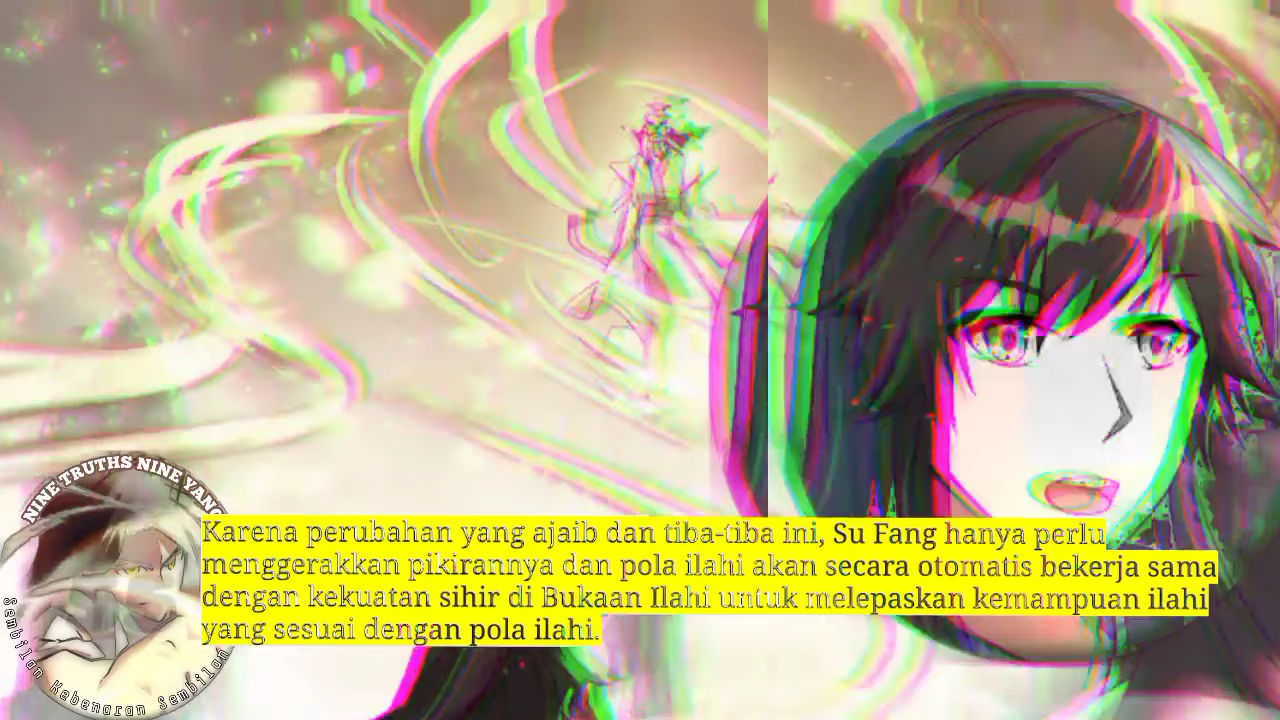 NINE TRUTHS NINE YANG
Karena perubahan yang ajaib dan tiba-tiba ini, Su Fang hanya perlu
menggerakkan pikirannya dan pola ilahi akan secara otomatis bekerja sama
dengan kekuatan sihir di Bukaan Ilahi untuk melepaskan kemampuan ilahi
yang sesuai dengan pola ilahi.
Sembilan Kebenaran Sembilan